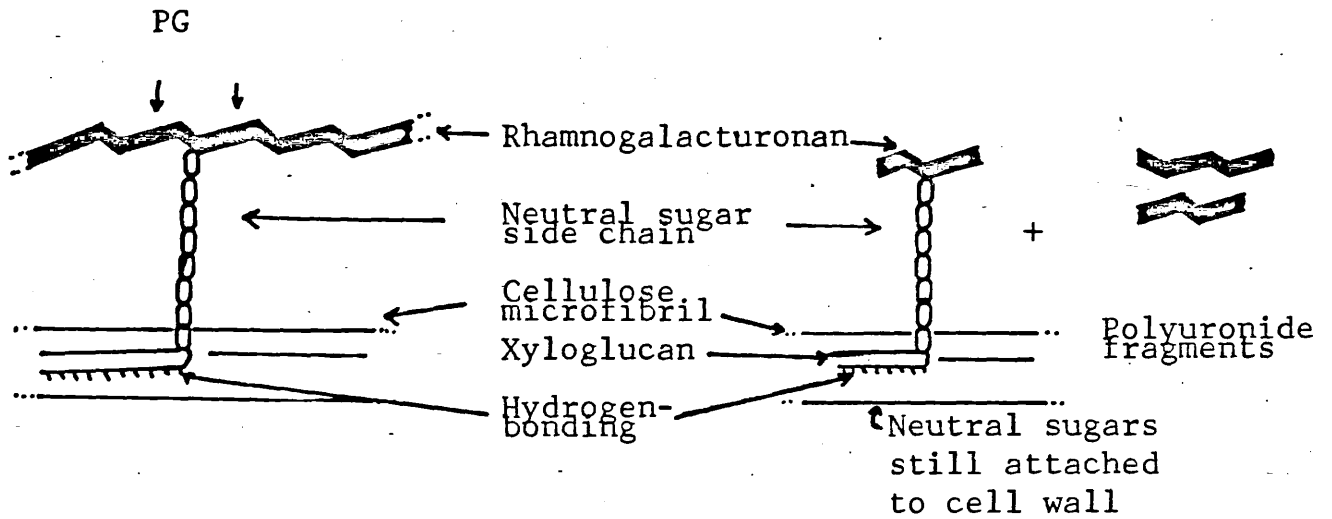 PG
Rhamnogalacturonan
Neutral sugar
side chain
+
Cellulose
microfibril
Xyloglucan
Polyuronide
fragments
Hydrogen-
bonding
Neutral sugars
still attached
to cell wall